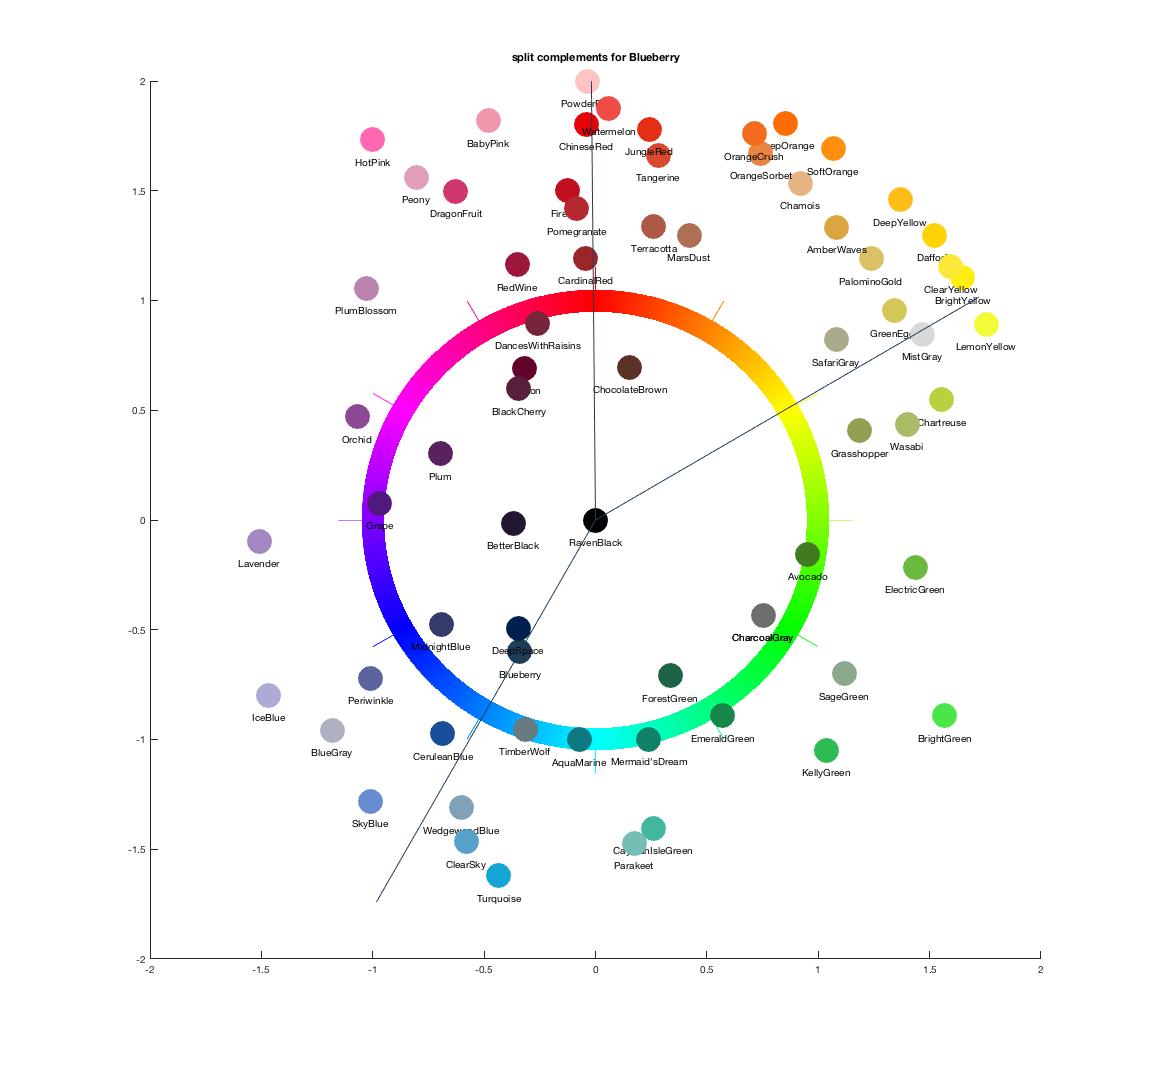 split complements for Blueberry
2
Watermelon
ChineseRed
BabyPink
JungleRed
OrangeCrush
HotPink
SoftOrange
OrangeSorbet
Tangerine
1.5
Peony
Chamois
DragonFruit
DeepYellow
Pomegranate
Terracotta
AmberWaves
MarsDust
CardinalRed
PalominoGold
RedWine
ClearYellow
1
BrightYellow
PlumBlossom
DancesWithRaisins
LemonYellow
MistGray
SafariGray
ChocolateBrown
BlackCherry
0.5
Chartreuse
Orchid
Wasabi
Grasshopper
Plum
0
Grape
RavenBlack
BetterBlack
Lavender
Avocado
ElectricGreen
-0.5
CharcoalGray
MidnightBlue
DeepSpace
Blueberry
SageGreen
ForestGreen
Periwinkle
IceBlue
-1
EmeraldGreen
BrightGreen
TimberWolf
BlueGray
CeruleanBlue
AquaMarine
Mermaid'sDream
KellyGreen
SkyBlue
-1.5
ClearSky
Parakeet
Turquoise
-2
-2
-1.5
-1
-0.5
0
0.5
1
1.5
2